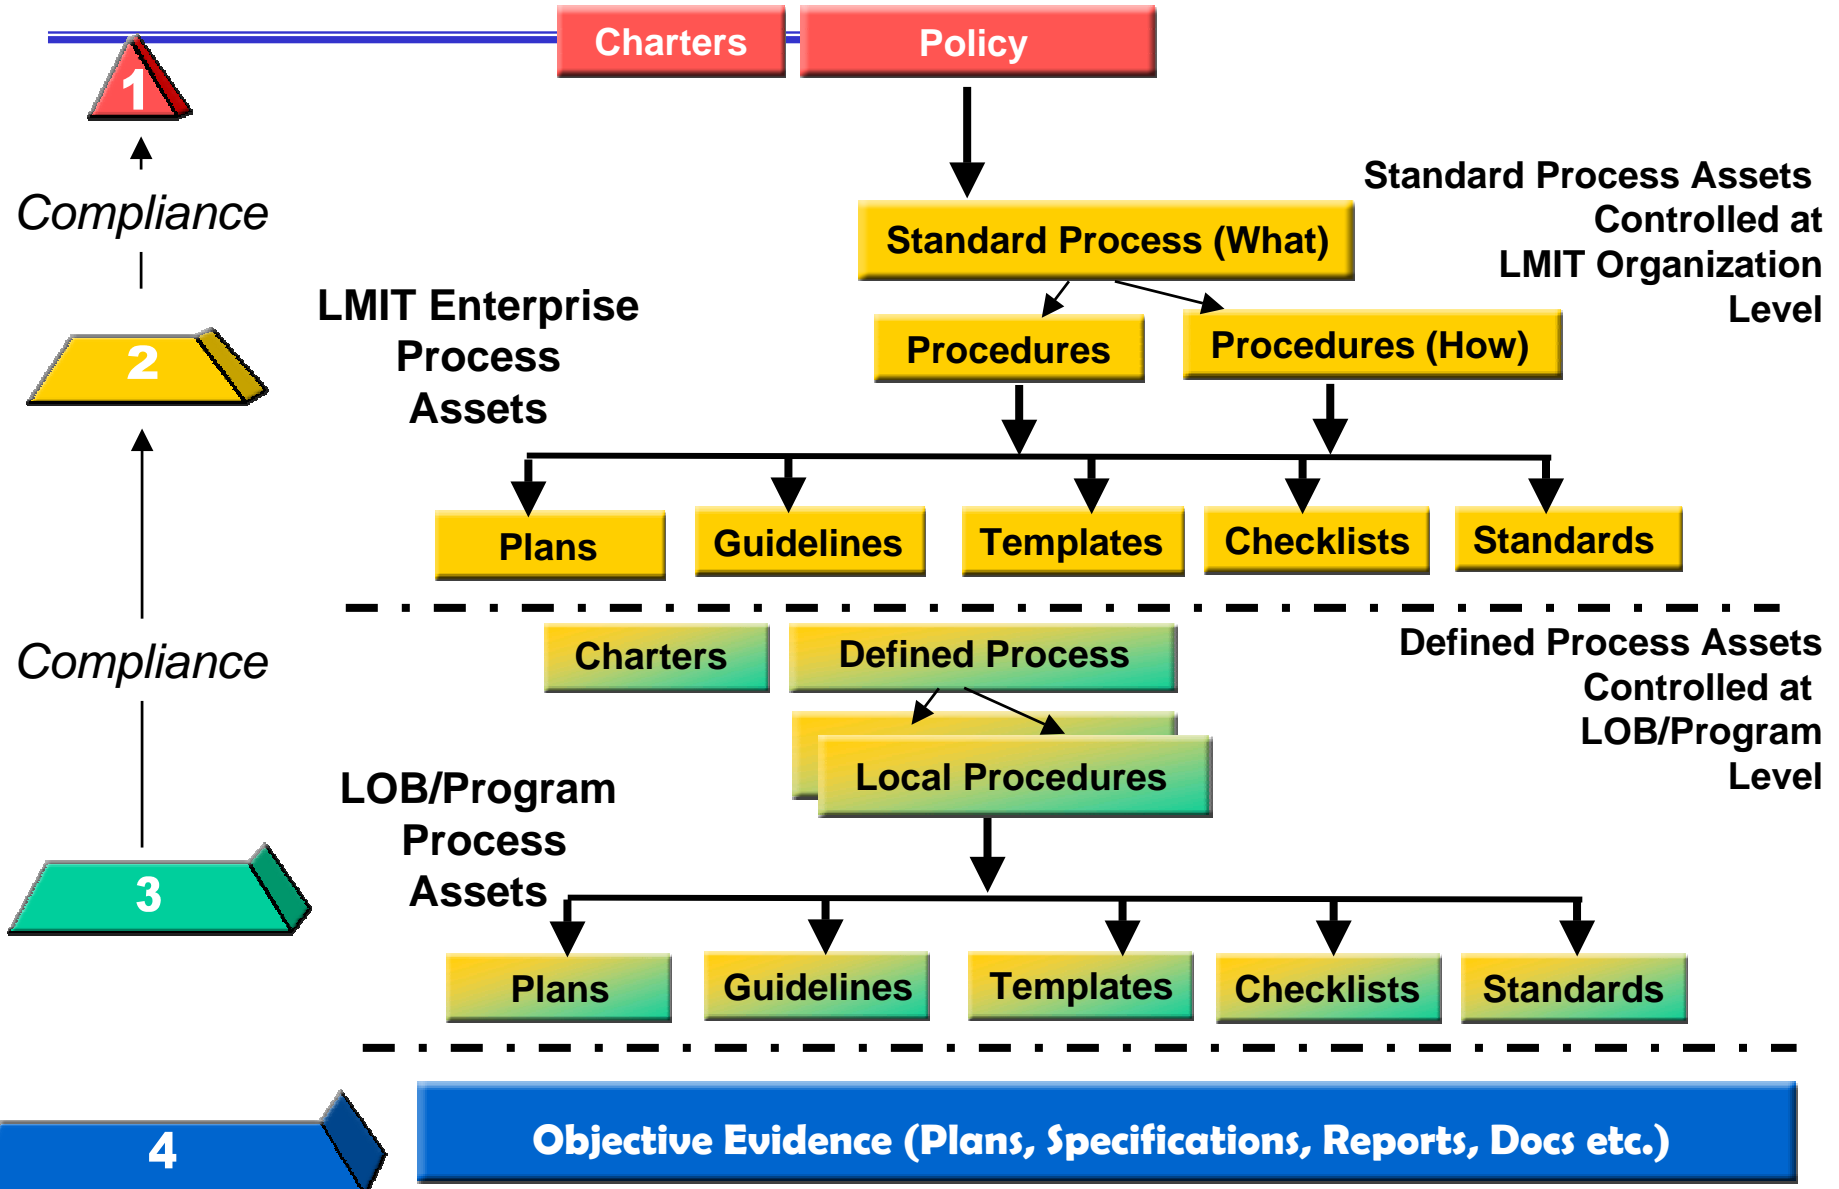 Charters
Policy
1
Compliance
Standard Process Assets
Controlled at
LMIT Organization
Level
Standard Process (What)
LMIT Enterprise
Process
Assets
2
Procedures
Procedures (How)
Plans
Guidelines
Templates
Checklists
Standards
Compliance
Charters
Defined Process
Defined Process Assets
Controlled at
LOB/Program
Level
Local Procedures
LOB/Program
Process
Assets
3
Plans
Guidelines
Templates
Checklists
Standards
4
Objective Evidence (Plans, Specifications, Reports, Docs etc.)